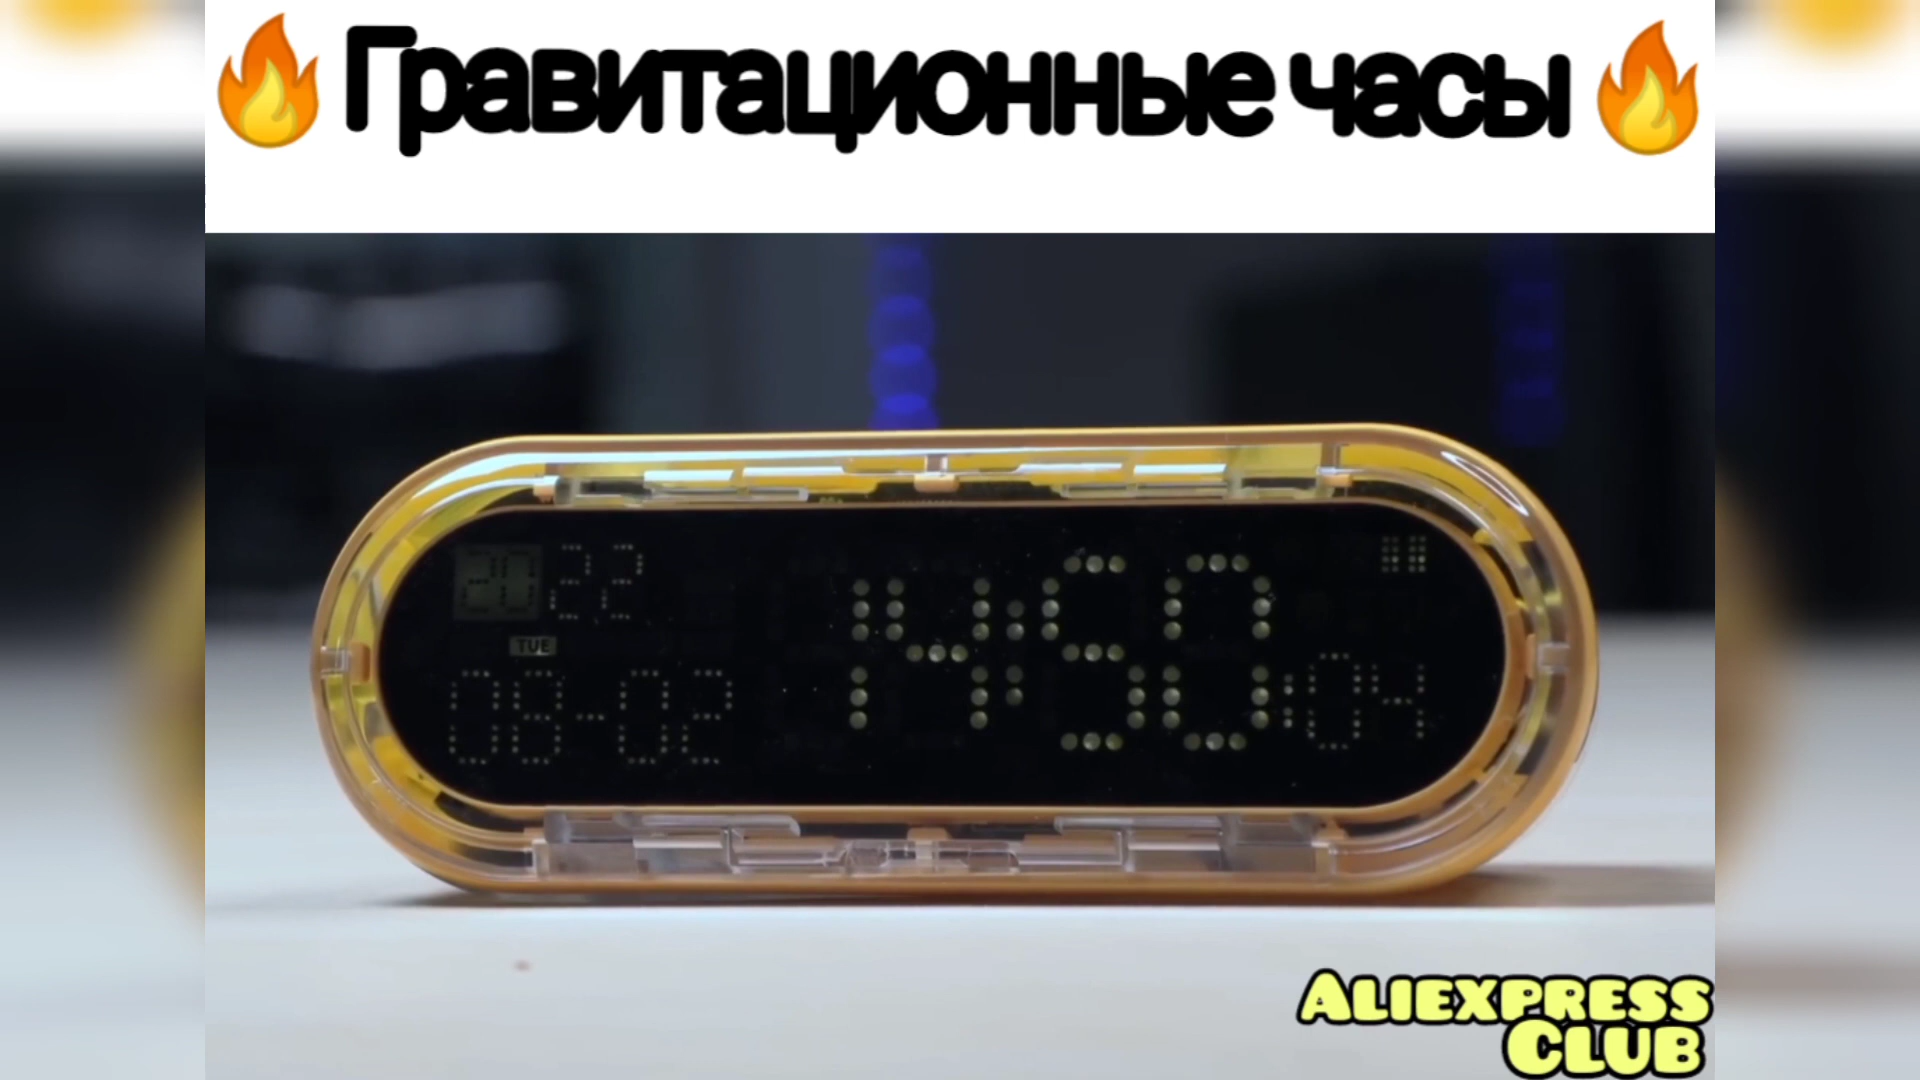 Гравитационные часы
2022
TUE
08-02
14:50:04
ALIEXPRESS
CLUB